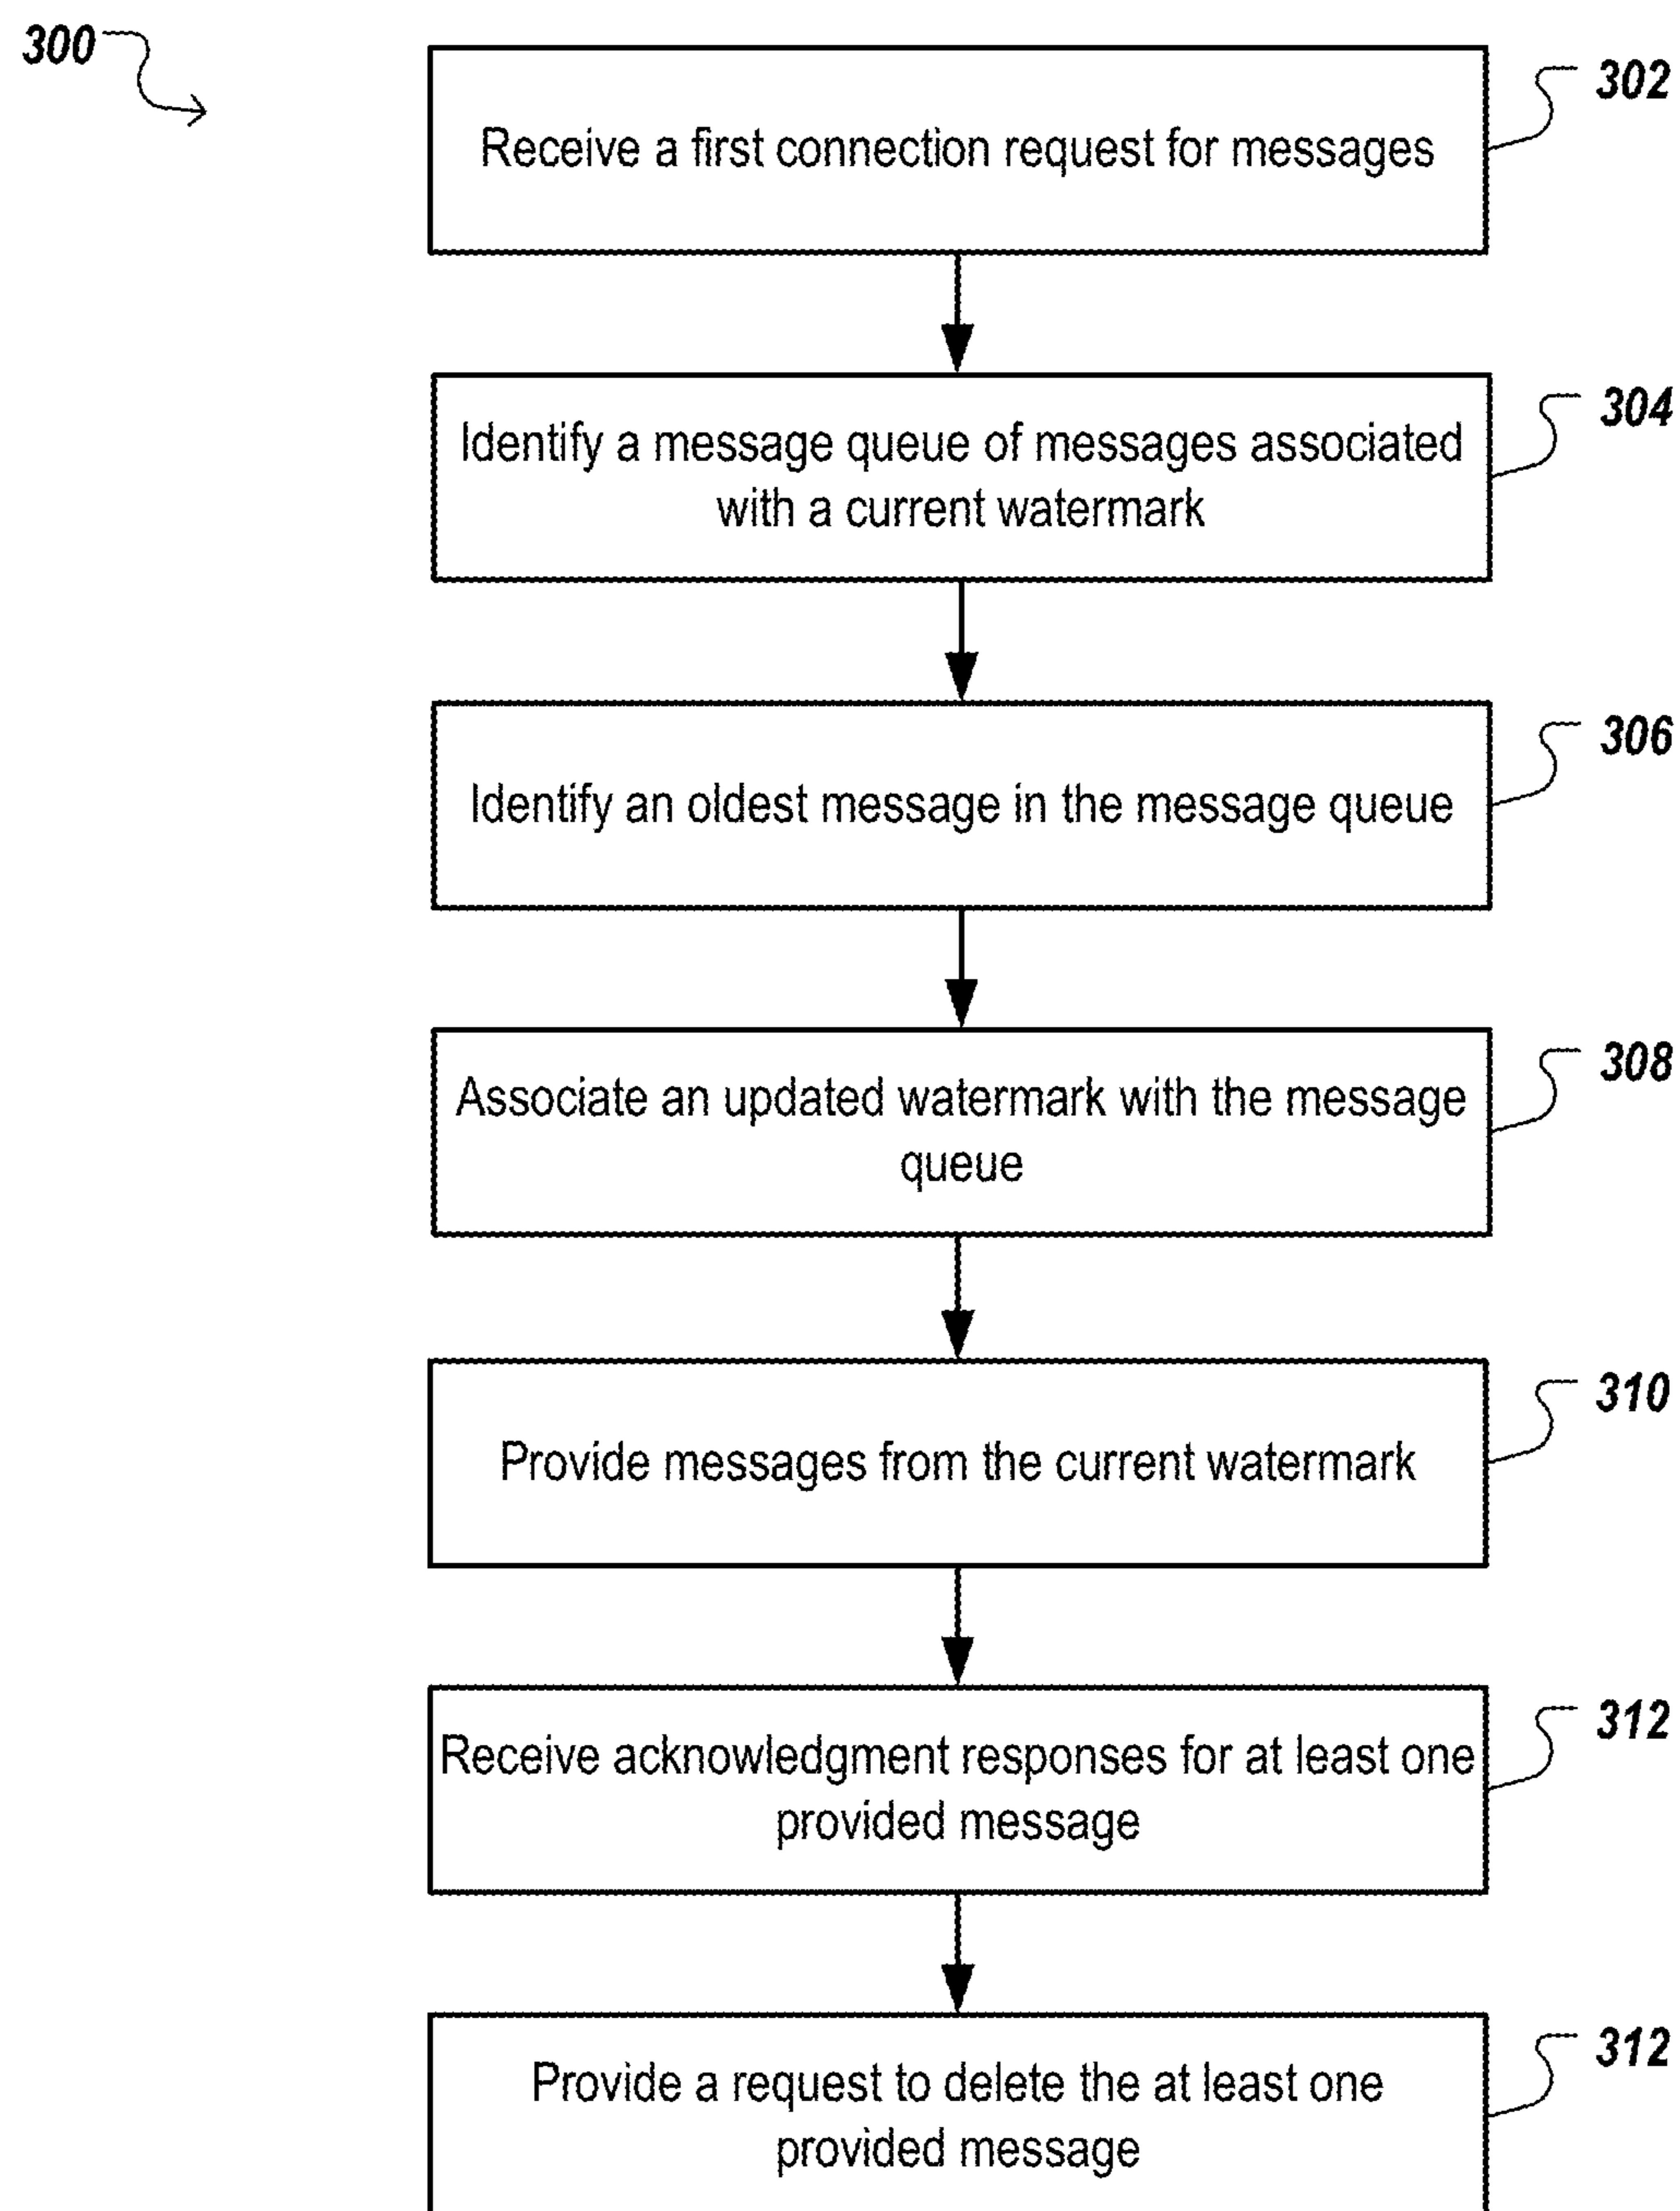 300
302
Receive a first connection request for messages
304
Identify a message queue of messages associated
with a current watermark
306
Identify an oldest message in the message queue
308
Associate an updated watermark with the message
queue
310
Provide messages from the current watermark
312
Receive acknowledgment responses for at least one
provided message
312
Provide a request to delete the at least one
provided message